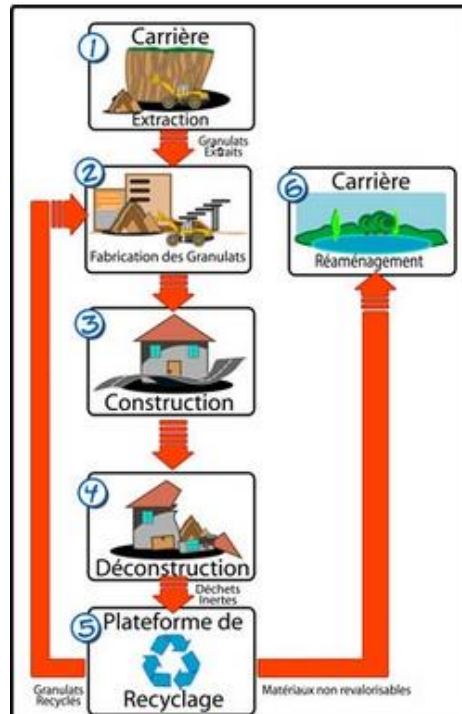 1
Carrière
Extraction
Granulats
Extraits
2
Fabrication des Granulats
3
Construction
4
Déconstruction
Déchets
Inertes
5
Plateforme de
Recyclage
Granulats
Recyclés
Matériaux non revalorisables
6
Carrière
Réaménagement